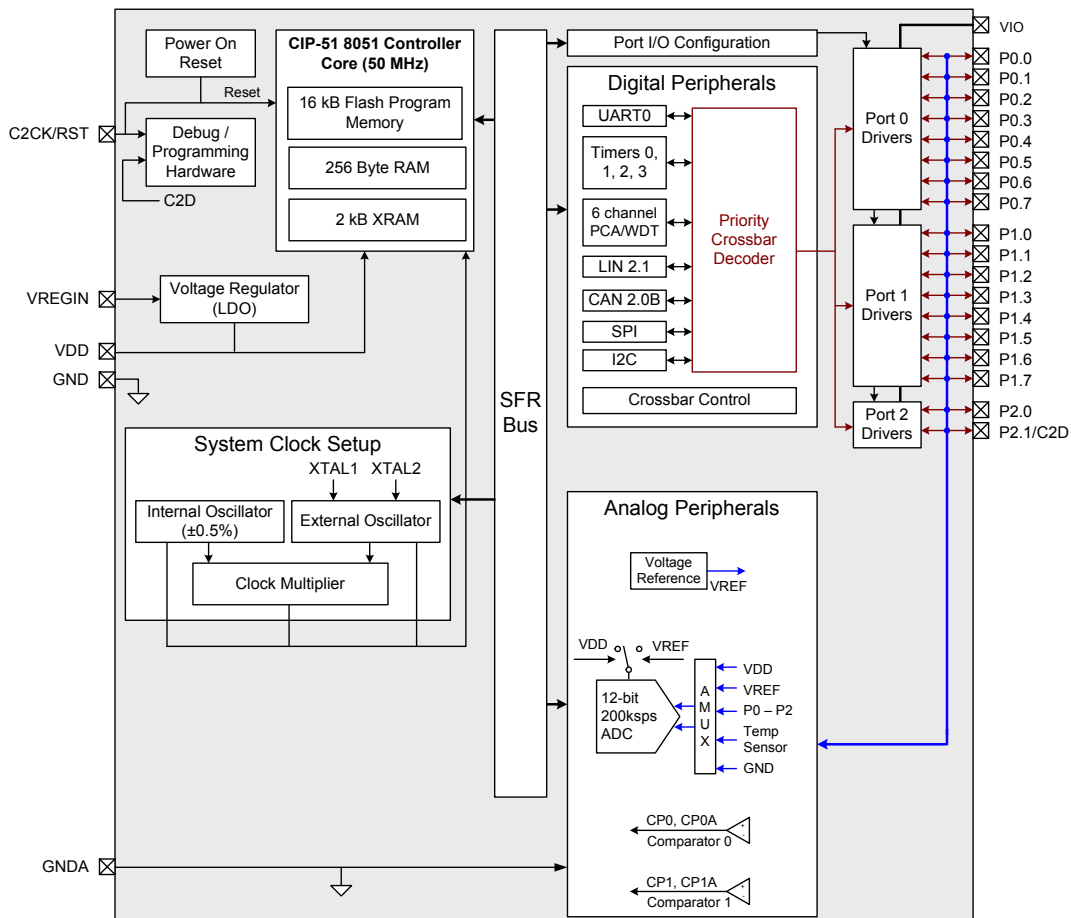 Power On
Reset
Reset
C2CK/RST
Debug /
Programming
Hardware
C2D
CIP-51 8051 Controller
Core (50 MHz)
16 kB Flash Program
Memory
256 Byte RAM
2 kB XRAM
VREGIN
Voltage Regulator
(LDO)
VDD
GND
System Clock Setup
XTAL1
XTAL2
Internal Oscillator
(±0.5%)
External Oscillator
Clock Multiplier
GNDA
SFR
Bus
Port I/O Configuration
Digital Peripherals
UART0
Timers 0,
1, 2, 3
6 channel
PCA/WDT
LIN 2.1
CAN 2.0B
SPI
I2C
Priority
Crossbar
Decoder
Crossbar Control
Port 0
Drivers
Port 1
Drivers
Port 2
Drivers
VIO
P0.0
P0.1
P0.2
P0.3
P0.4
P0.5
P0.6
P0.7
P1.0
P1.1
P1.2
P1.3
P1.4
P1.5
P1.6
P1.7
P2.0
P2.1/C2D
Analog Peripherals
Voltage
Reference
VREF
VDD
VREF
12-bit
200ksps
ADC
A
M
U
X
VDD
VREF
P0 – P2
Temp
Sensor
GND
CP0, CP0A
+
-
Comparator 0
CP1, CP1A
+
-
Comparator 1